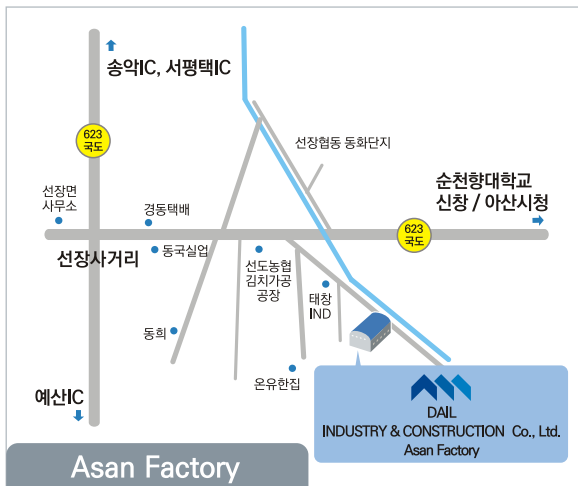 송악IC, 서평택IC
623
국도
선장협동 동화단지
선장면
사무소
경동택배
순천향대학교
신창 / 아산시청
623
국도
선장사거리
동국실업
선도농협
김치가공
공장
태창
IND
동희
온유한집
예산IC
DAIL
INDUSTRY & CONSTRUCTION Co., Ltd.
Asan Factory
Asan Factory